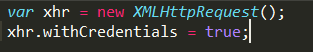 var xhr = new XMLHttpRequest();
xhr.withCredentials = true;